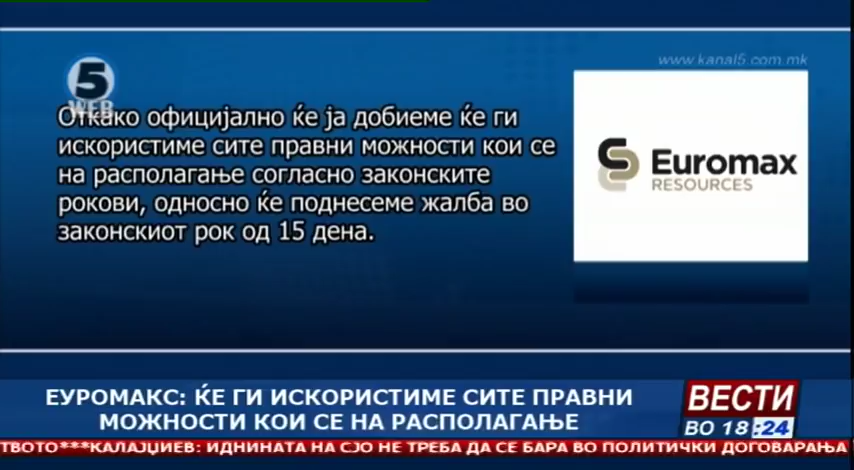 www.kanal5.com.mk
5
WEB
Откако официјално ќе ја добиеме ќе ги
искористиме сите правни можности кои се
на располагање согласно законските
рокови, односно ќе поднесеме жалба во
законскиот рок од 15 дена.
Euromax
RESOURCES
ЕУРОМАКС: ЌЕ ГИ ИСКОРИСТИМЕ СИТЕ ПРАВНИ
МОЖНОСТИ КОИ СЕ НА РАСПОЛАГАЊЕ
ВЕСТИ
ВО 18:24
ТВОТО***КАЛАЈЏИЕВ: ИДНИНАТА НА СЈО НЕ ТРЕБА ДА СЕ БАРА ВО ПОЛИТИЧКИ ДОГОВАРАЊА